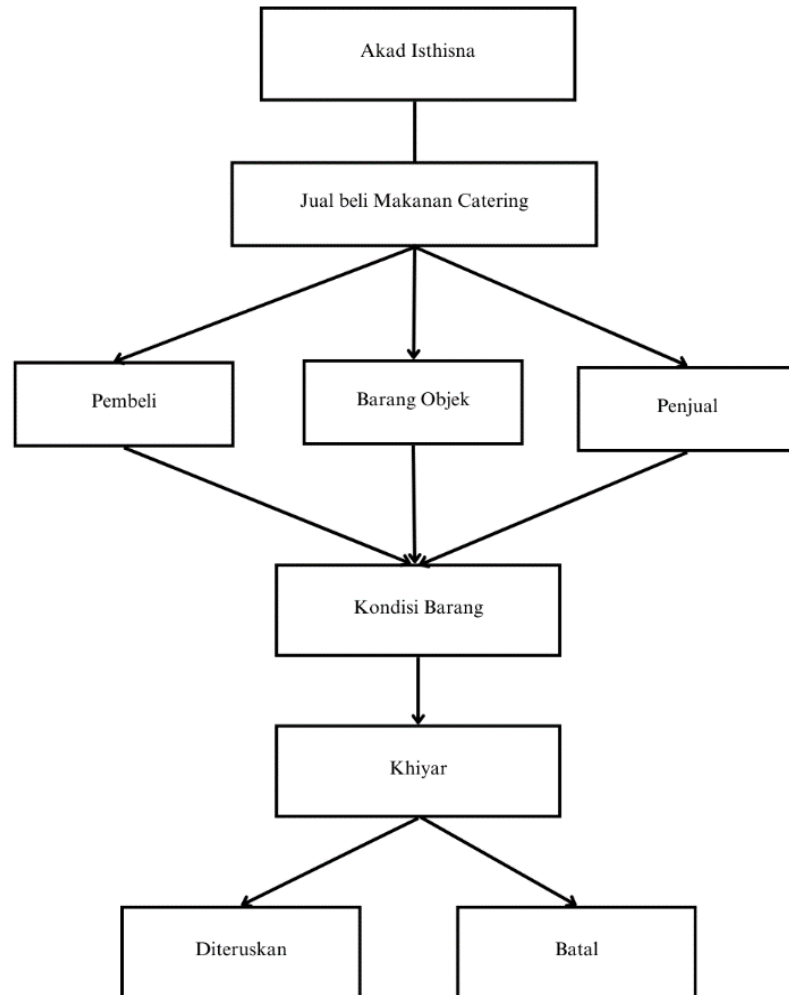 Akad Isthisna
Jual beli Makanan Catering
Pembeli
Barang Objek
Penjual
Kondisi Barang
Khiyar
Diteruskan
Batal